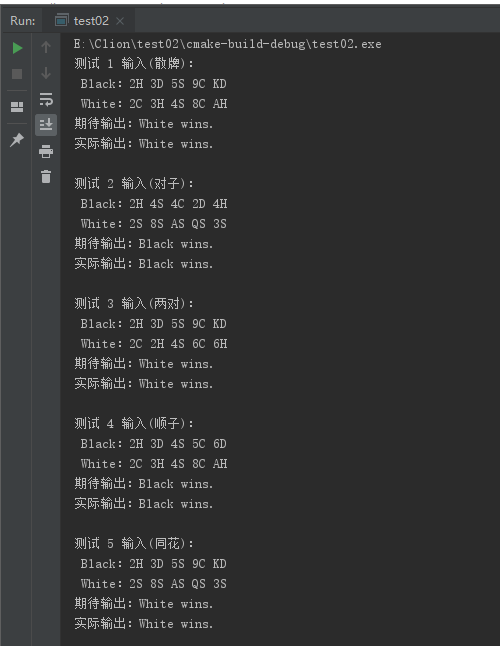 Run: test02
E:\Clion\test02\cmake-build-debug\test02.exe
测试 1 输入(散牌):
Black: 2H 3D 5S 9C KD
White: 2C 3H 4S 8C AH
期待输出: White wins.
实际输出: White wins.
测试 2 输入(对子):
Black: 2H 4S 4C 2D 4H
White: 2S 8S AS QS 3S
期待输出: Black wins.
实际输出: Black wins.
测试 3 输入(两对):
Black: 2H 3D 5S 9C KD
White: 2C 2H 4S 6C 6H
期待输出: White wins.
实际输出: White wins.
测试 4 输入(顺子):
Black: 2H 3D 4S 5C 6D
White: 2C 3H 4S 8C AH
期待输出: Black wins.
实际输出: Black wins.
测试 5 输入(同花):
Black: 2H 3D 5S 9C KD
White: 2S 8S AS QS 3S
期待输出: White wins.
实际输出: White wins.